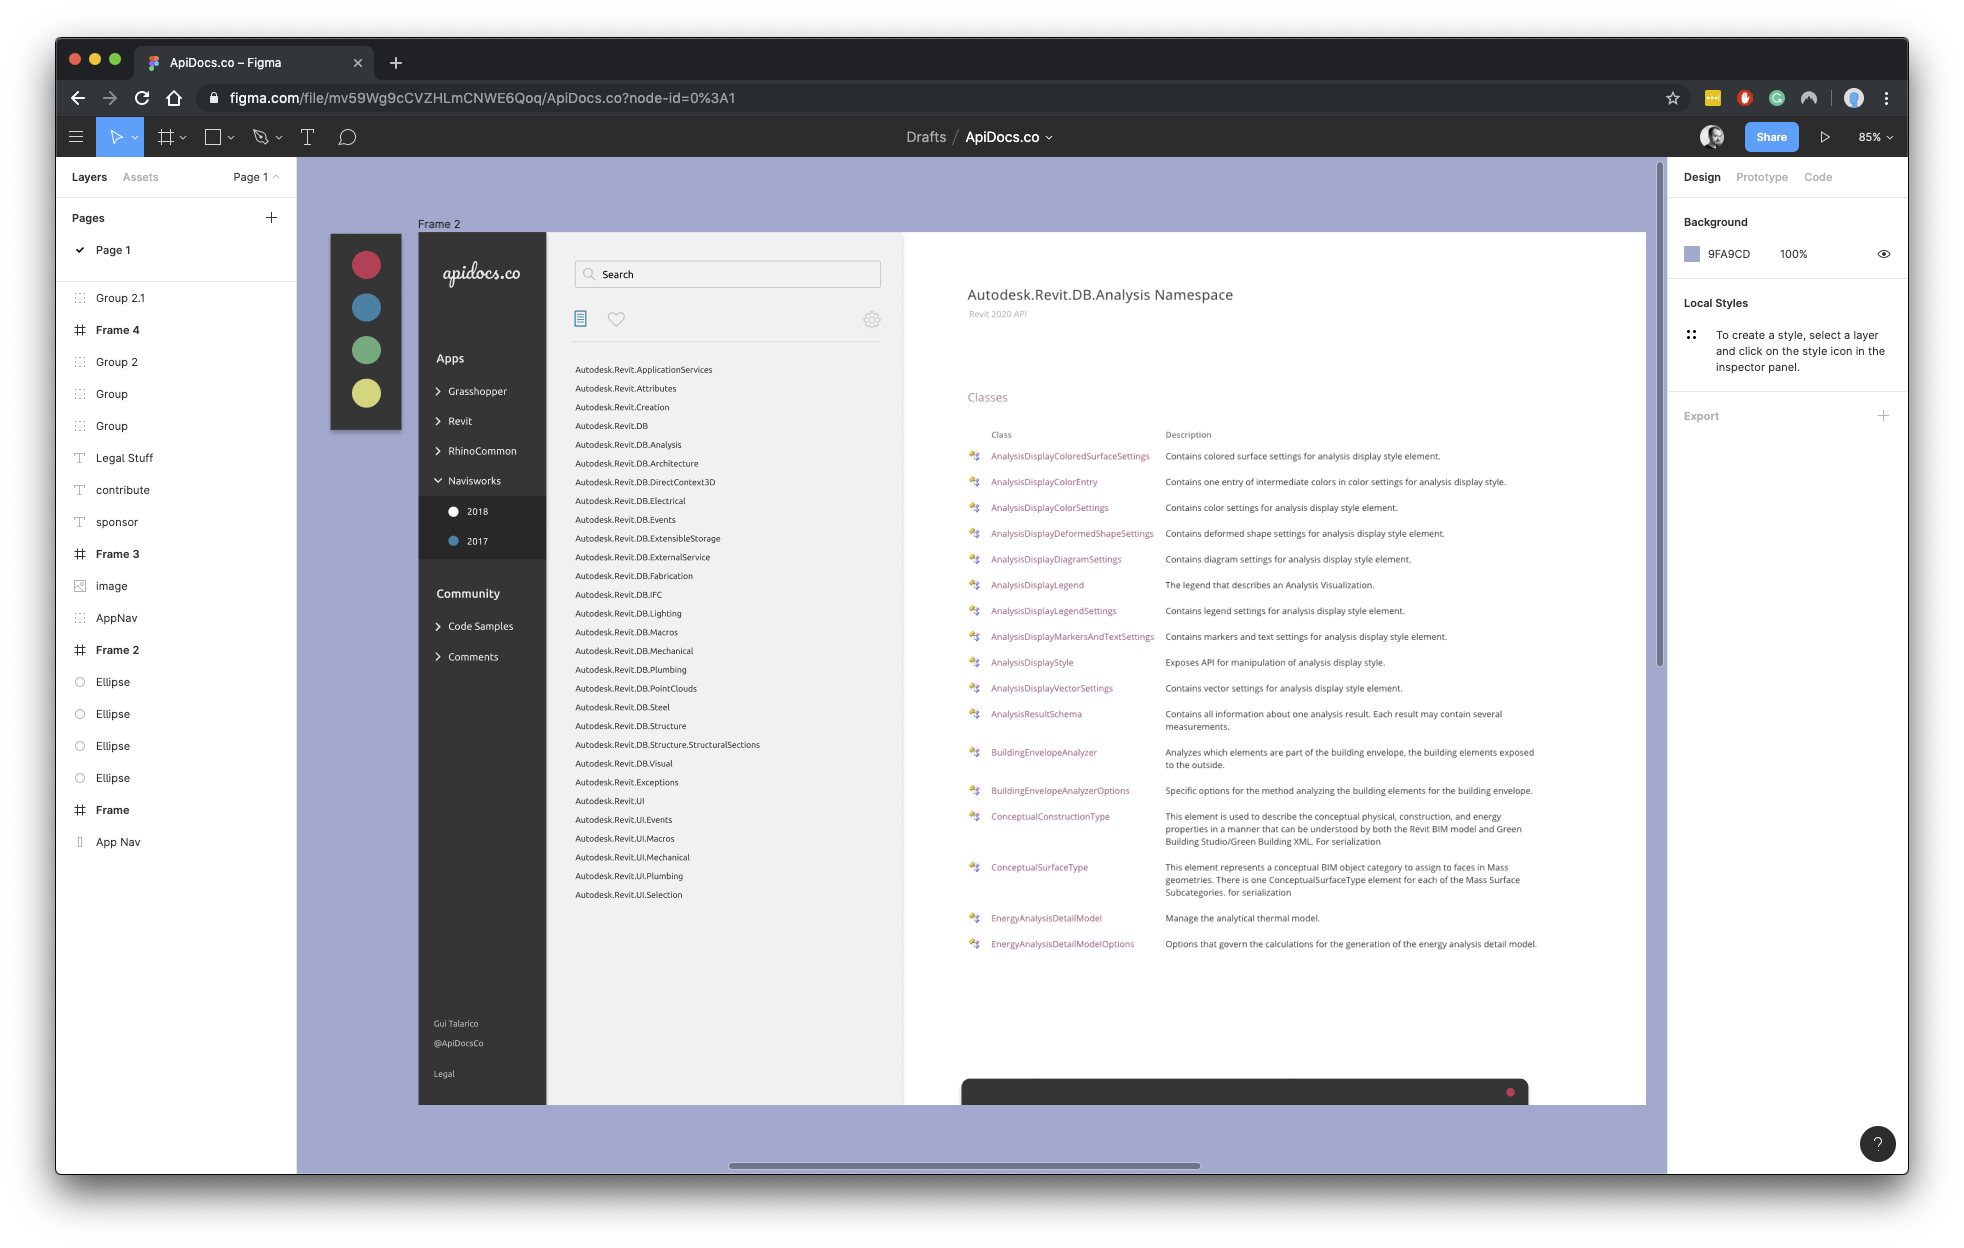 ApiDocs.co – Figma
figma.com/file/mv59Wg9cCVZHLmCNWE6Qoq/ApiDocs.co?node-id=0%3A1
Drafts / ApiDocs.co
Share
85%
Layers
Assets
Page 1
Pages
Page 1
Group 2.1
Frame 4
Group 2
Group
Group
Legal Stuff
contribute
sponsor
Frame 3
image
AppNav
Frame 2
Ellipse
Ellipse
Ellipse
Ellipse
Frame
App Nav
Frame 2
apidocs.co
Apps
Grasshopper
Revit
RhinoCommon
Navisworks
2018
2017
Community
Code Samples
Comments
Gui Talarico
@ApiDocsCo
Legal
Search
Autodesk.Revit.ApplicationServices
Autodesk.Revit.Attributes
Autodesk.Revit.Creation
Autodesk.Revit.DB
Autodesk.Revit.DB.Analysis
Autodesk.Revit.DB.Architecture
Autodesk.Revit.DB.DirectContext3D
Autodesk.Revit.DB.Electrical
Autodesk.Revit.DB.Events
Autodesk.Revit.DB.ExtensibleStorage
Autodesk.Revit.DB.ExternalService
Autodesk.Revit.DB.Fabrication
Autodesk.Revit.DB.IFC
Autodesk.Revit.DB.Lighting
Autodesk.Revit.DB.Macros
Autodesk.Revit.DB.Mechanical
Autodesk.Revit.DB.Plumbing
Autodesk.Revit.DB.PointClouds
Autodesk.Revit.DB.Steel
Autodesk.Revit.DB.Structure
Autodesk.Revit.DB.Structure.StructuralSections
Autodesk.Revit.DB.Visual
Autodesk.Revit.Exceptions
Autodesk.Revit.UI
Autodesk.Revit.UI.Events
Autodesk.Revit.UI.Macros
Autodesk.Revit.UI.Mechanical
Autodesk.Revit.UI.Plumbing
Autodesk.Revit.UI.Selection
Autodesk.Revit.DB.Analysis Namespace
Revit 2020 API
Classes
Class Description
AnalysisDisplayColoredSurfaceSettings Contains colored surface settings for analysis display style element.
AnalysisDisplayColorEntry Contains one entry of intermediate colors in color settings for analysis display style.
AnalysisDisplayColorSettings Contains color settings for analysis display style element.
AnalysisDisplayDeformedShapeSettings Contains deformed shape settings for analysis display style element.
AnalysisDisplayDiagramSettings Contains diagram settings for analysis display style element.
AnalysisDisplayLegend The legend that describes an Analysis Visualization.
AnalysisDisplayLegendSettings Contains legend settings for analysis display style element.
AnalysisDisplayMarkersAndTextSettings Contains markers and text settings for analysis display style element.
AnalysisDisplayStyle Exposes API for manipulation of analysis display style.
AnalysisDisplayVectorSettings Contains vector settings for analysis display style element.
AnalysisResultSchema Contains all information about one analysis result. Each result may contain several
measurements.
BuildingEnvelopeAnalyzer Analyzes which elements are part of the building envelope, the building elements exposed
to the outside.
BuildingEnvelopeAnalyzerOptions Specific options for the method analyzing the building elements for the building envelope.
ConceptualConstructionType This element is used to describe the conceptual physical, construction, and energy
properties in a manner that can be understood by both the Revit BIM model and Green
Building Studio/Green Building XML. For serialization
ConceptualSurfaceType This element represents a conceptual BIM object category to assign to faces in Mass
geometries. There is one ConceptualSurfaceType element for each of the Mass Surface
Subcategories. for serialization
EnergyAnalysisDetailModel Manage the analytical thermal model.
EnergyAnalysisDetailModelOptions Options that govern the calculations for the generation of the energy analysis detail model.
Design
Prototype
Code
Background
9FA9CD
100%
Local Styles
To create a style, select a layer
and click on the style icon in the
inspector panel.
Export
?